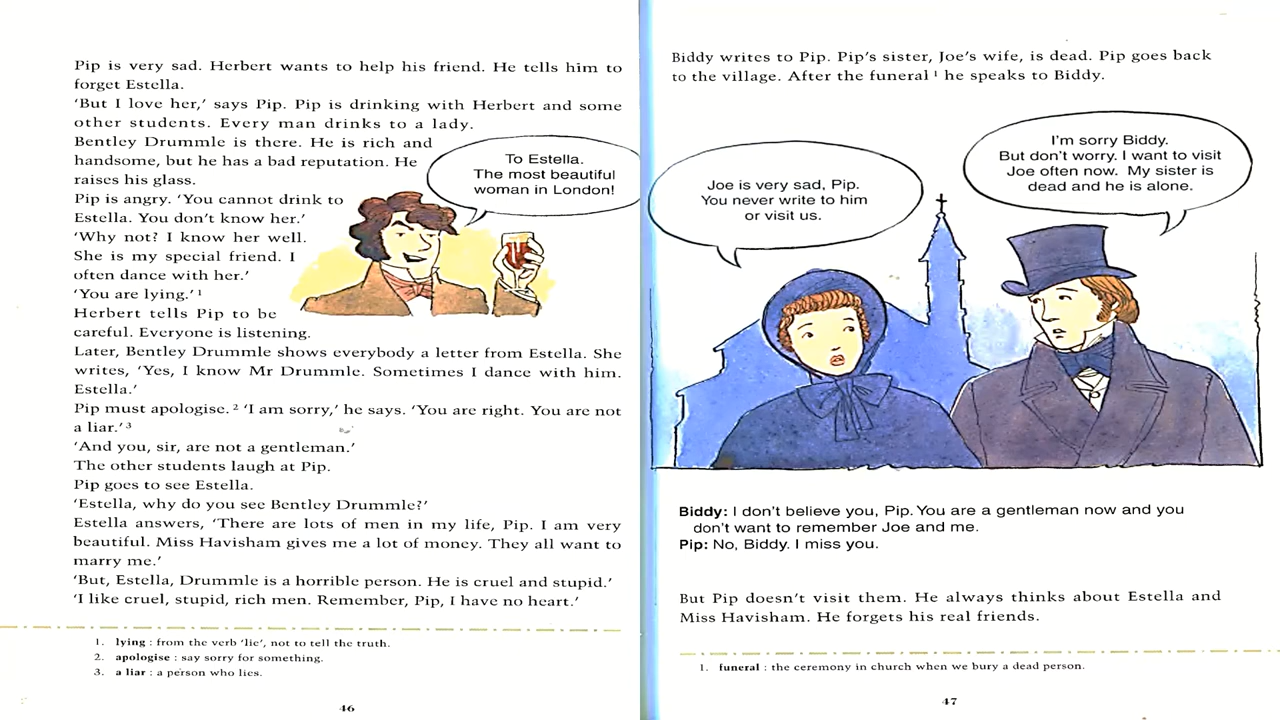 Pip is very sad. Herbert wants to help his friend. He tells him to
forget Estella.
‘But I love her,’ says Pip. Pip is drinking with Herbert and some
other students. Every man drinks to a lady.
Bentley Drummle is there. He is rich and
handsome, but he has a bad reputation. He
raises his glass.
To Estella.
The most beautiful
woman in London!
Pip is angry. ‘You cannot drink to
Estella. You don’t know her.’
‘Why not? I know her well.
She is my special friend. I
often dance with her.’
‘You are lying.’ 1
Herbert tells Pip to be
careful. Everyone is listening.
Later, Bentley Drummle shows everybody a letter from Estella. She
writes, ‘Yes, I know Mr Drummle. Sometimes I dance with him.
Estella.’
Pip must apologise. 2 ‘I am sorry,’ he says. ‘You are right. You are not
a liar.’ 3
‘And you, sir, are not a gentleman.’
The other students laugh at Pip.
Pip goes to see Estella.
‘Estella, why do you see Bentley Drummle?’
Estella answers, ‘There are lots of men in my life, Pip. I am very
beautiful. Miss Havisham gives me a lot of money. They all want to
marry me.’
‘But, Estella, Drummle is a horrible person. He is cruel and stupid.’
‘I like cruel, stupid, rich men. Remember, Pip, I have no heart.’
1. lying : from the verb ‘lie’, not to tell the truth.
2. apologise : say sorry for something.
3. a liar : a person who lies.
46
Biddy writes to Pip. Pip’s sister, Joe’s wife, is dead. Pip goes back
to the village. After the funeral 1 he speaks to Biddy.
Joe is very sad, Pip.
You never write to him
or visit us.
I’m sorry Biddy.
But don’t worry. I want to visit
Joe often now. My sister is
dead and he is alone.
Biddy: I don’t believe you, Pip. You are a gentleman now and you
don’t want to remember Joe and me.
Pip: No, Biddy. I miss you.
But Pip doesn’t visit them. He always thinks about Estella and
Miss Havisham. He forgets his real friends.
1. funeral : the ceremony in church when we bury a dead person.
47